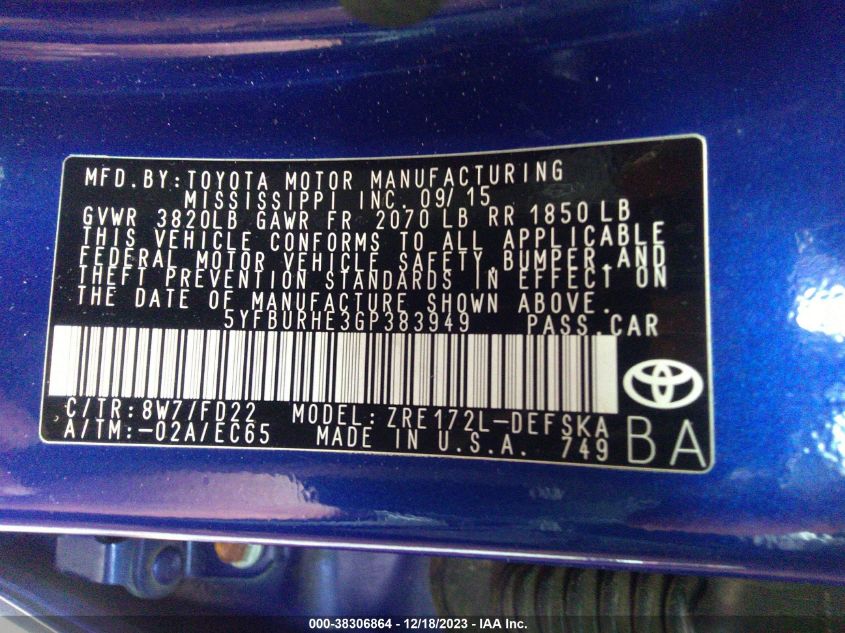 MFD.BY:TOYOTA MOTOR MANUFACTURING
MISSISSIPPI INC. 09/15
GVWR 3820LB GAWR FR 2070 LB RR 1850 LB
THIS VEHICLE CONFORMS TO ALL APPLICABLE
FEDERAL MOTOR VEHICLE SAFETY, BUMPER, AND
THEFT PREVENTION STANDARDS IN EFFECT ON
THE DATE OF MANUFACTURE SHOWN ABOVE.
5YFBURHE3GP383949 PASS.CAR
C/TR:8W7/FD22 MODEL:ZRE172L-DEFSKA
A/TM:-02A/EC65 MADE IN U.S.A. 749
BA
000-38306864 - 12/18/2023 - IAA Inc.